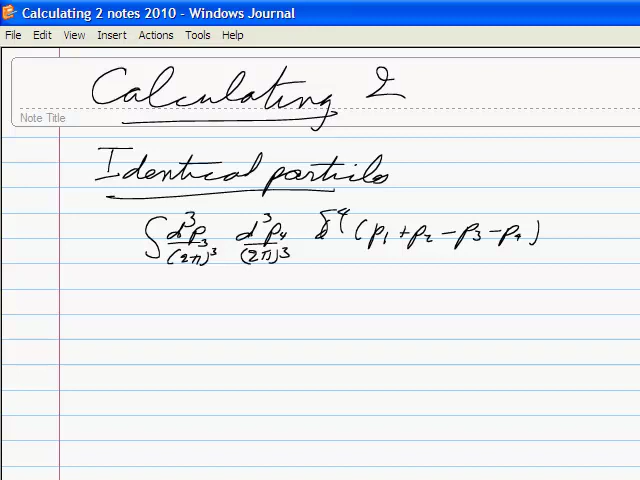 Calculating 2 notes 2010 - Windows Journal
File Edit View Insert Actions Tools Help
Calculating 2
Note Title
Identical particles
∫ d³p₃/(2π)³ d³p₄/(2π)³ δ⁴(p₁+p₂-p₃-p₄)